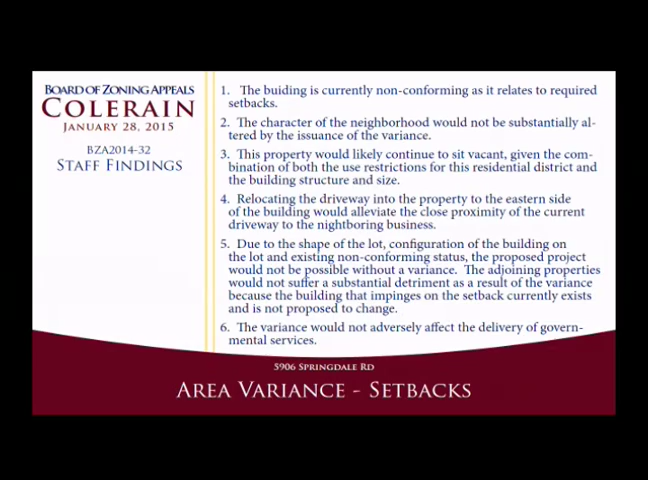 BOARD OF ZONING APPEALS
COLERAIN
JANUARY 28, 2015
BZA2014-32
STAFF FINDINGS
1. The buiding is currently non-conforming as it relates to required
setbacks.
2. The character of the neighborhood would not be substantially al-
tered by the issuance of the variance.
3. This property would likely continue to sit vacant, given the com-
bination of both the use restrictions for this residential district and
the building structure and size.
4. Relocating the driveway into the property to the eastern side
of the building would alleviate the close proximity of the current
driveway to the nightboring business.
5. Due to the shape of the lot, configuration of the building on
the lot and existing non-conforming status, the proposed project
would not be possible without a variance. The adjoining properties
would not suffer a substantial detriment as a result of the variance
because the building that impinges on the setback currently exists
and is not proposed to change.
6. The variance would not adversely affect the delivery of govern-
mental services.
5906 SPRINGDALE RD
AREA VARIANCE - SETBACKS